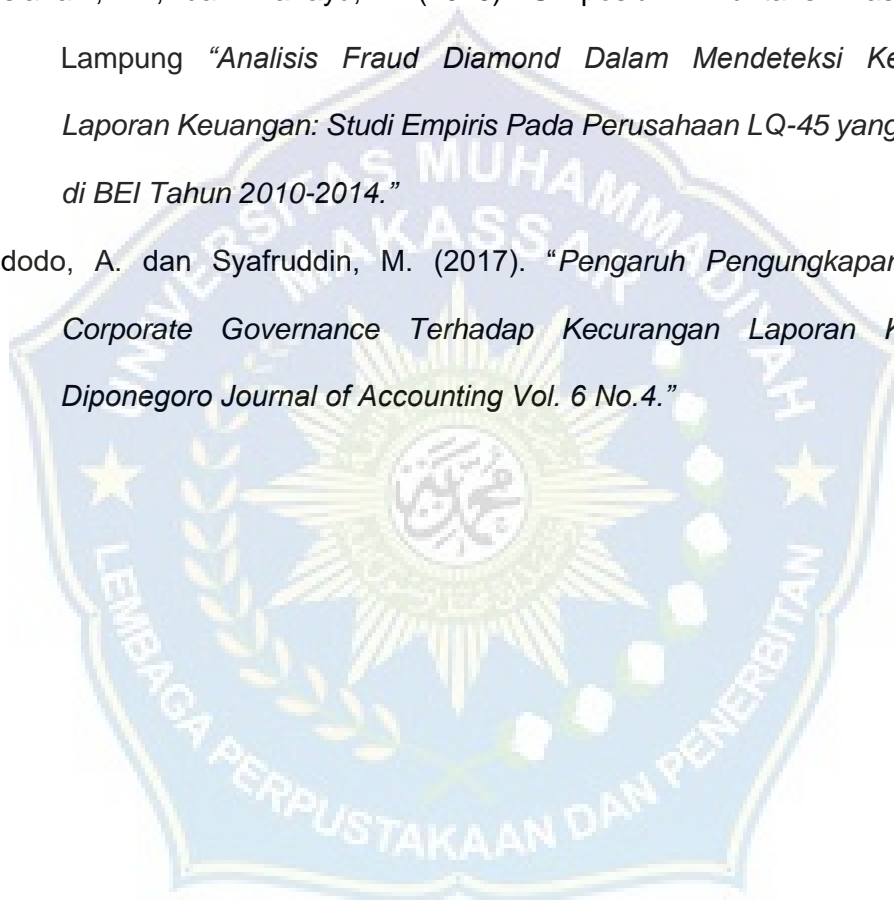 Lampung “Analisis Fraud Diamond Dalam Mendeteksi Ke
Laporan Keuangan: Studi Empiris Pada Perusahaan LQ-45 yang
di BEI Tahun 2010-2014.”
dodo, A. dan Syafruddin, M. (2017). “Pengaruh Pengungkapan
Corporate Governance Terhadap Kecurangan Laporan K
Diponegoro Journal of Accounting Vol. 6 No.4.”
UNIVERSITAS MUHAMMADIYAH
MAKASSAR
LEMBAGA PERPUSTAKAAN DAN PENERBITAN